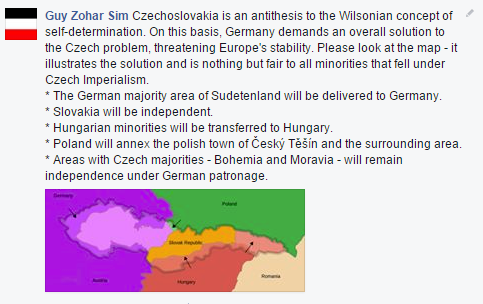 Guy Zohar Sim Czechoslovakia is an antithesis to the Wilsonian concept of
self-determination. On this basis, Germany demands an overall solution to
the Czech problem, threatening Europe's stability. Please look at the map - it
illustrates the solution and is nothing but fair to all minorities that fell under
Czech Imperialism.
* The German majority area of Sudetenland will be delivered to Germany.
* Slovakia will be independent.
* Hungarian minorities will be transferred to Hungary.
* Poland will annex the polish town of Český Těšín and the surrounding area.
* Areas with Czech majorities - Bohemia and Moravia - will remain
independence under German patronage.
Germany
Poland
Slovak Republic
Austria
Hungary
Romania